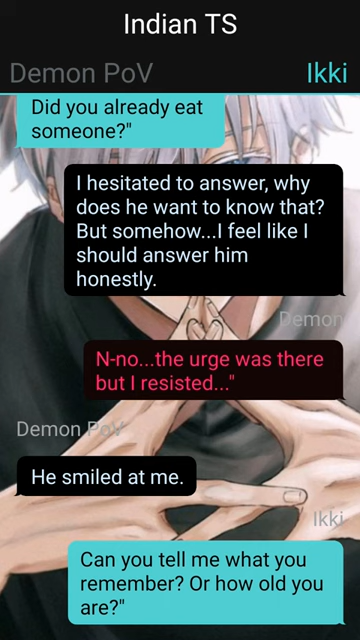 Indian TS
Demon PoV
Ikki
Did you already eat
someone?"
I hesitated to answer, why
does he want to know that?
But somehow...I feel like I
should answer him
honestly.
Demon
N-no...the urge was there
but I resisted..."
Demon PoV
He smiled at me.
Ikki
Can you tell me what you
remember? Or how old you
are?"